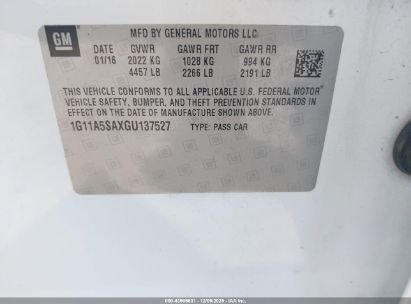 GM
MFD BY GENERAL MOTORS LLC
DATE GVWR GAWR FRT GAWR RR
01/16 2022 KG 1028 KG 994 KG
4457 LB 2266 LB 2191 LB
THIS VEHICLE CONFORMS TO ALL APPLICABLE U.S. FEDERAL MOTOR
VEHICLE SAFETY, BUMPER, AND THEFT PREVENTION STANDARDS IN
EFFECT ON THE DATE OF MANUFACTURE SHOWN ABOVE.
1G11A5SAXGU137527 TYPE: PASS CAR